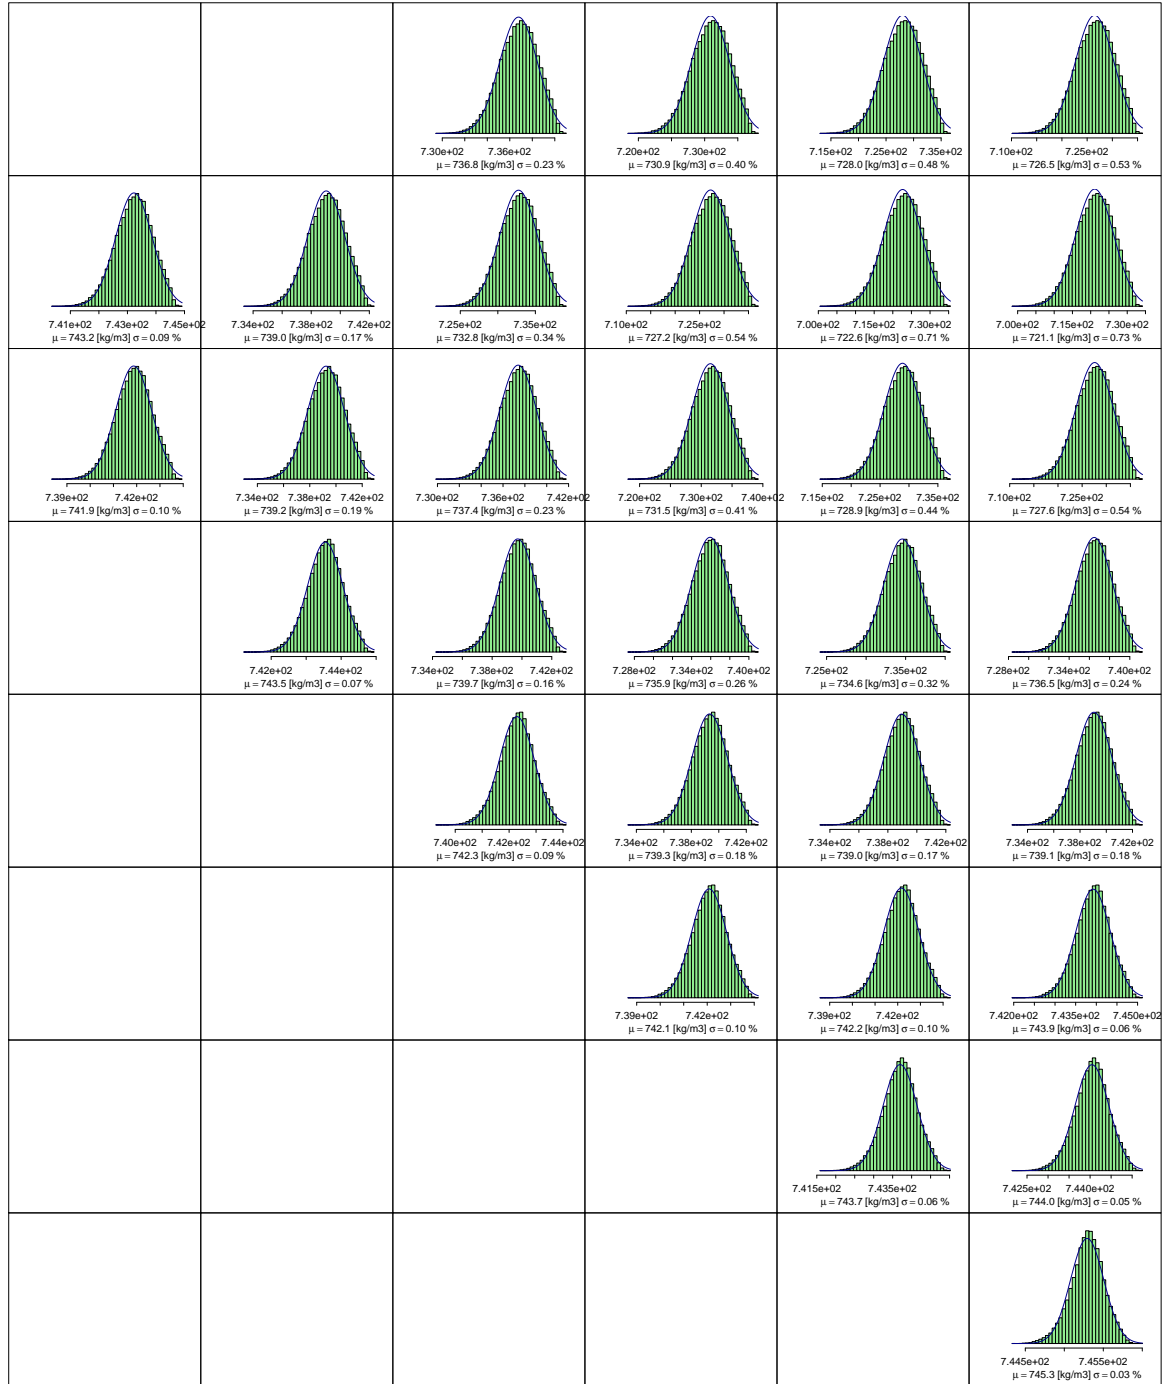 7.30e+02 7.36e+02
μ = 736.8 [kg/m3] σ = 0.23 %
7.20e+02 7.30e+02
μ = 730.9 [kg/m3] σ = 0.40 %
7.15e+02 7.25e+02 7.35e+02
μ = 728.0 [kg/m3] σ = 0.48 %
7.10e+02 7.25e+02
μ = 726.5 [kg/m3] σ = 0.53 %
7.41e+02 7.43e+02 7.45e+02
μ = 743.2 [kg/m3] σ = 0.09 %
7.34e+02 7.38e+02 7.42e+02
μ = 739.0 [kg/m3] σ = 0.17 %
7.25e+02 7.35e+02
μ = 732.8 [kg/m3] σ = 0.34 %
7.10e+02 7.25e+02
μ = 727.2 [kg/m3] σ = 0.54 %
7.00e+02 7.15e+02 7.30e+02
μ = 722.6 [kg/m3] σ = 0.71 %
7.00e+02 7.15e+02 7.30e+02
μ = 721.1 [kg/m3] σ = 0.73 %
7.39e+02 7.42e+02
μ = 741.9 [kg/m3] σ = 0.10 %
7.34e+02 7.38e+02 7.42e+02
μ = 739.2 [kg/m3] σ = 0.19 %
7.30e+02 7.36e+02 7.42e+02
μ = 737.4 [kg/m3] σ = 0.23 %
7.20e+02 7.30e+02 7.40e+02
μ = 731.5 [kg/m3] σ = 0.41 %
7.15e+02 7.25e+02 7.35e+02
μ = 728.9 [kg/m3] σ = 0.44 %
7.10e+02 7.25e+02
μ = 727.6 [kg/m3] σ = 0.54 %
7.42e+02 7.44e+02
μ = 743.5 [kg/m3] σ = 0.07 %
7.34e+02 7.38e+02 7.42e+02
μ = 739.7 [kg/m3] σ = 0.16 %
7.28e+02 7.34e+02 7.40e+02
μ = 735.9 [kg/m3] σ = 0.26 %
7.25e+02 7.35e+02
μ = 734.6 [kg/m3] σ = 0.32 %
7.28e+02 7.34e+02 7.40e+02
μ = 736.5 [kg/m3] σ = 0.24 %
7.40e+02 7.42e+02 7.44e+02
μ = 742.3 [kg/m3] σ = 0.09 %
7.34e+02 7.38e+02 7.42e+02
μ = 739.3 [kg/m3] σ = 0.18 %
7.34e+02 7.38e+02 7.42e+02
μ = 739.0 [kg/m3] σ = 0.17 %
7.34e+02 7.38e+02 7.42e+02
μ = 739.1 [kg/m3] σ = 0.18 %
7.39e+02 7.42e+02
μ = 742.1 [kg/m3] σ = 0.10 %
7.39e+02 7.42e+02
μ = 742.2 [kg/m3] σ = 0.10 %
7.420e+02 7.435e+02 7.450e+02
μ = 743.9 [kg/m3] σ = 0.06 %
7.415e+02 7.435e+02
μ = 743.7 [kg/m3] σ = 0.06 %
7.425e+02 7.440e+02
μ = 744.0 [kg/m3] σ = 0.05 %
7.445e+02 7.455e+02
μ = 745.3 [kg/m3] σ = 0.03 %